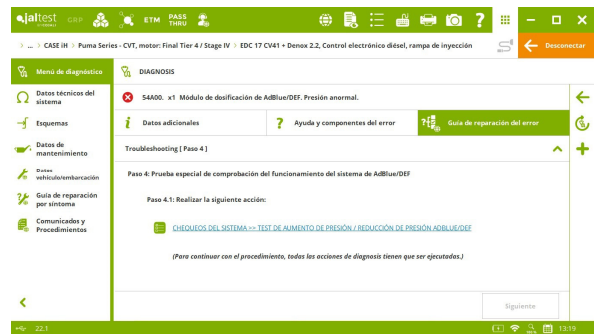 jaltest GRP ETM PASS THRU
> ... > CASE iH > Puma Series - CVT, motor: Final Tier 4 / Stage IV > EDC 17 CV41 + Denox 2.2, Control electrónico diésel, rampa de inyección
Desconectar
Menú de diagnóstico
DIAGNOSIS
Datos técnicos del sistema
Esquemas
Datos de mantenimiento
Datos vehículo/embarcación
Guía de reparación por síntoma
Comunicados y Procedimientos
54A00. x1 Módulo de dosificación de AdBlue/DEF. Presión anormal.
Datos adicionales
Ayuda y componentes del error
Guía de reparación del error
Troubleshooting [ Paso 4 ]
Paso 4: Prueba especial de comprobación del funcionamiento del sistema de AdBlue/DEF
Paso 4.1: Realizar la siguiente acción:
CHEQUEOS DEL SISTEMA >> TEST DE AUMENTO DE PRESIÓN / REDUCCIÓN DE PRESIÓN ADBLUE/DEF
(Para continuar con el procedimiento, todas las acciones de diagnosis tienen que ser ejecutadas.)
Siguiente
22.1
13:19